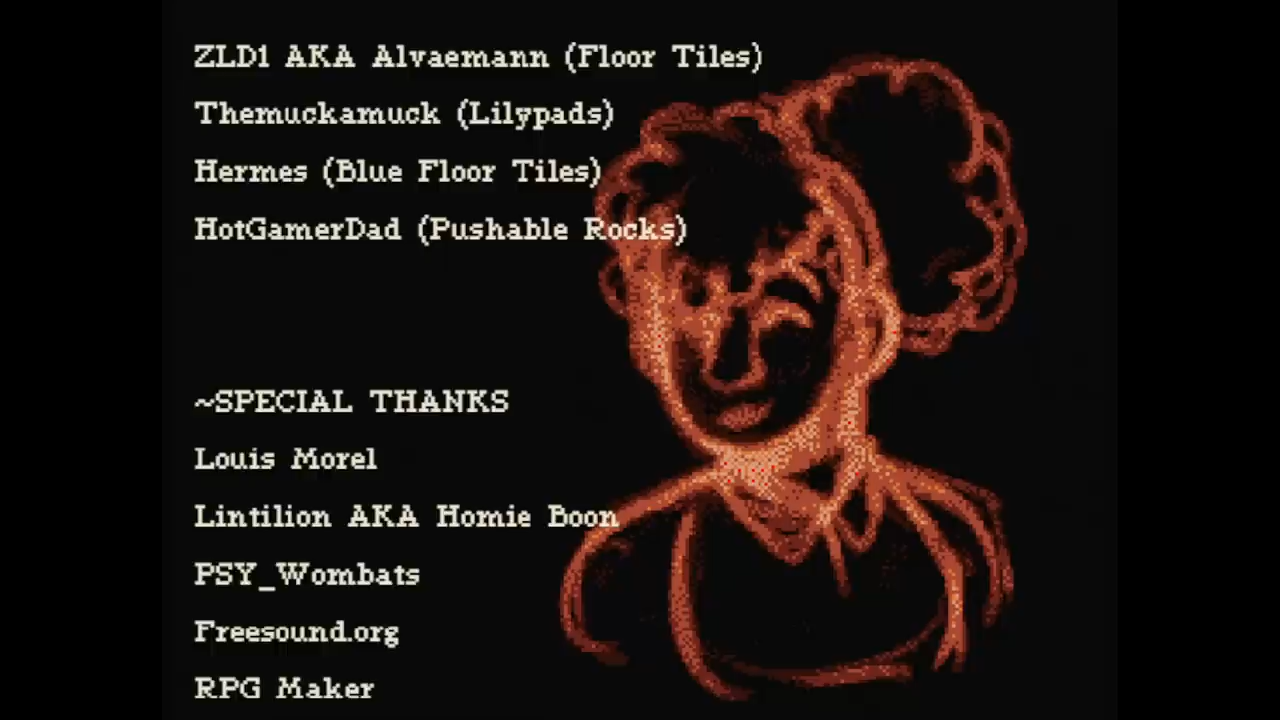 ZLD1 AKA Alvaemann (Floor Tiles)
Themuckamuck (Lilypads)
Hermes (Blue Floor Tiles)
HotGamerDad (Pushable Rocks)
~SPECIAL THANKS
Louis Morel
Lintilion AKA Homie Boon
PSY_Wombats
Freesound.org
RPG Maker